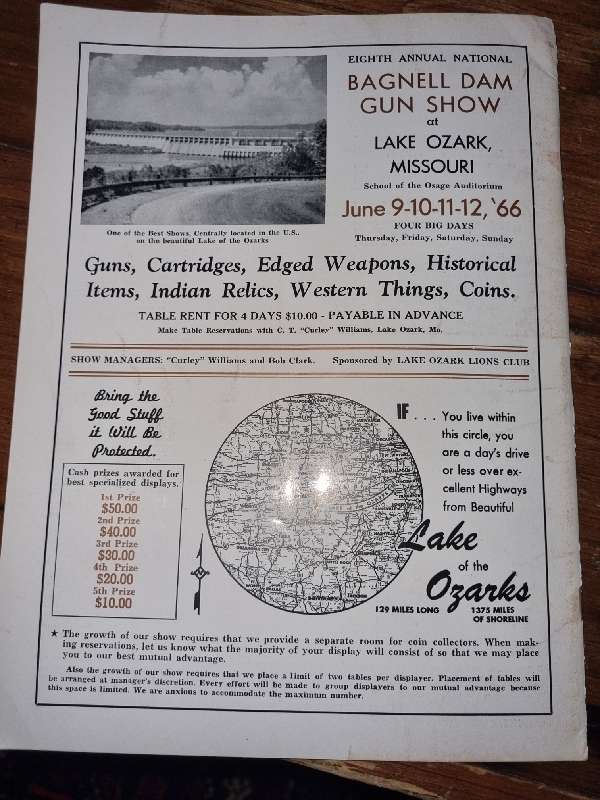 EIGHTH ANNUAL NATIONAL
BAGNELL DAM
GUN SHOW
at
LAKE OZARK,
MISSOURI
School of the Osage Auditorium
June 9-10-11-12, '66
FOUR BIG DAYS
Thursday, Friday, Saturday, Sunday
One of the Best Shows, Centrally located in the U.S.,
on the beautiful Lake of the Ozarks
Guns, Cartridges, Edged Weapons, Historical
Items, Indian Relics, Western Things, Coins.
TABLE RENT FOR 4 DAYS $10.00 - PAYABLE IN ADVANCE
Make Table Reservations with C. T. "Curley" Williams, Lake Ozark, Mo.
SHOW MANAGERS: "Curley" Williams and Bob Clark. Sponsored by LAKE OZARK LIONS CLUB
Bring the
Good Stuff
it Will Be
Protected.
Cash prizes awarded for
best specialized displays.
1st Prize
$50.00
2nd Prize
$40.00
3rd Prize
$30.00
4th Prize
$20.00
5th Prize
$10.00
IF . . . You live within
this circle, you
are a day's drive
or less over ex-
cellent Highways
from Beautiful
Lake
of the
Ozarks
129 MILES LONG 1375 MILES
OF SHORELINE
★ The growth of our show requires that we provide a separate room for coin collectors. When mak-
ing reservations, let us know what the majority of your display will consist of so that we may place
you to our best mutual advantage.
Also the growth of our show requires that we place a limit of two tables per displayer. Placement of tables will
be arranged at manager's discretion. Every effort will be made to group displayers to our mutual advantage because
this space is limited. We are anxious to accommodate the maximum number.